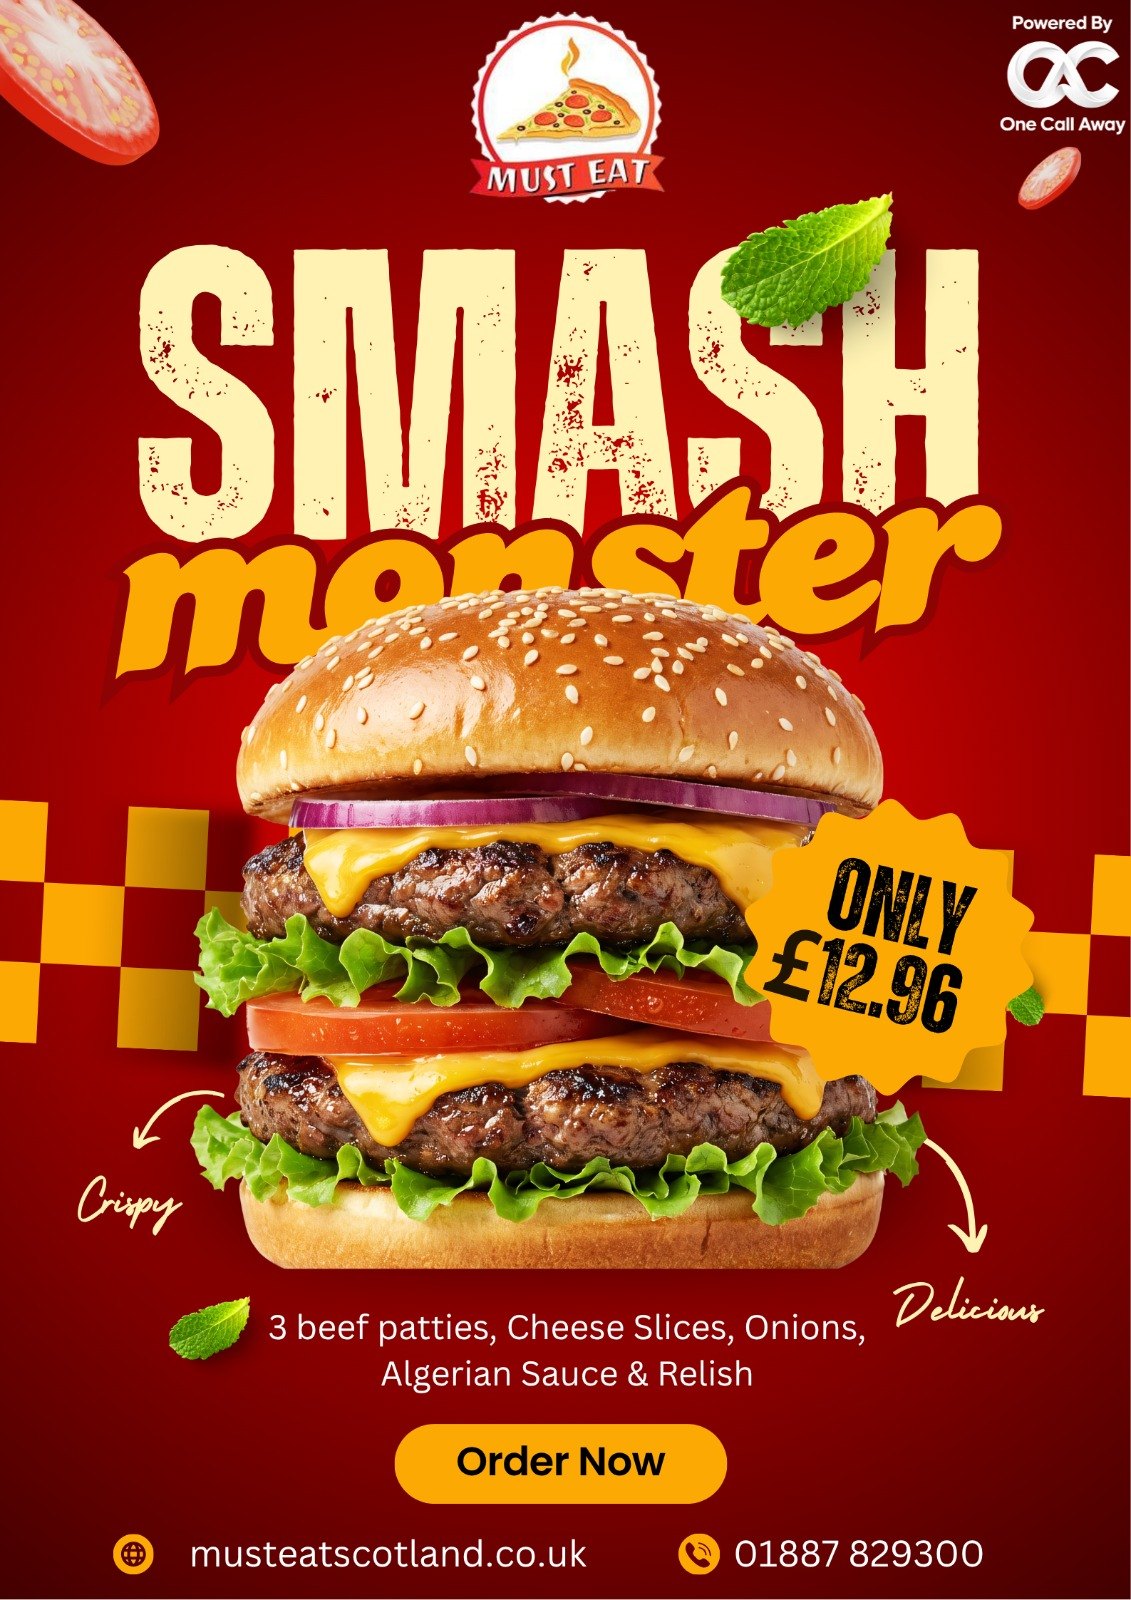 MUST EAT
Powered By
OAC
One Call Away
SMASH
monster
ONLY
£12.96
Crispy
Delicious
3 beef patties, Cheese Slices, Onions,
Algerian Sauce & Relish
Order Now
musteatscotland.co.uk
01887 829300